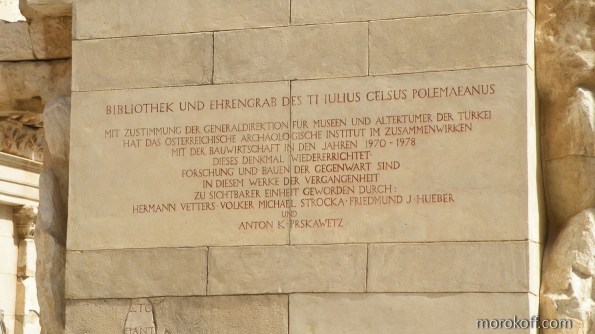 BIBLIOTHEK UND EHRENGRAB DES TI IULIUS CELSUS POLEMAEANUS
MIT ZUSTIMMUNG DER GENERALDIREKTION FÜR MUSEEN UND ALTERTÜMER DER TÜRKEI
HAT DAS ÖSTERREICHISCHE ARCHÄOLOGISCHE INSTITUT IM ZUSAMMENWIRKEN
MIT DER BAUWIRTSCHAFT IN DEN JAHREN 1970-1978
DIESES DENKMAL WIEDERERRICHTET·
FORSCHUNG UND BAUEN DER GEGENWART SIND
IN DIESEM WERKE DER VERGANGENHEIT
ZU SICHTBARER EINHEIT GEWORDEN DURCH:
HERMANN VETTERS·VOLKER MICHAEL STROCKA·FRIEDMUND J·HUEBER
UND
ANTON K·PRSKAWETZ
morokoff.com